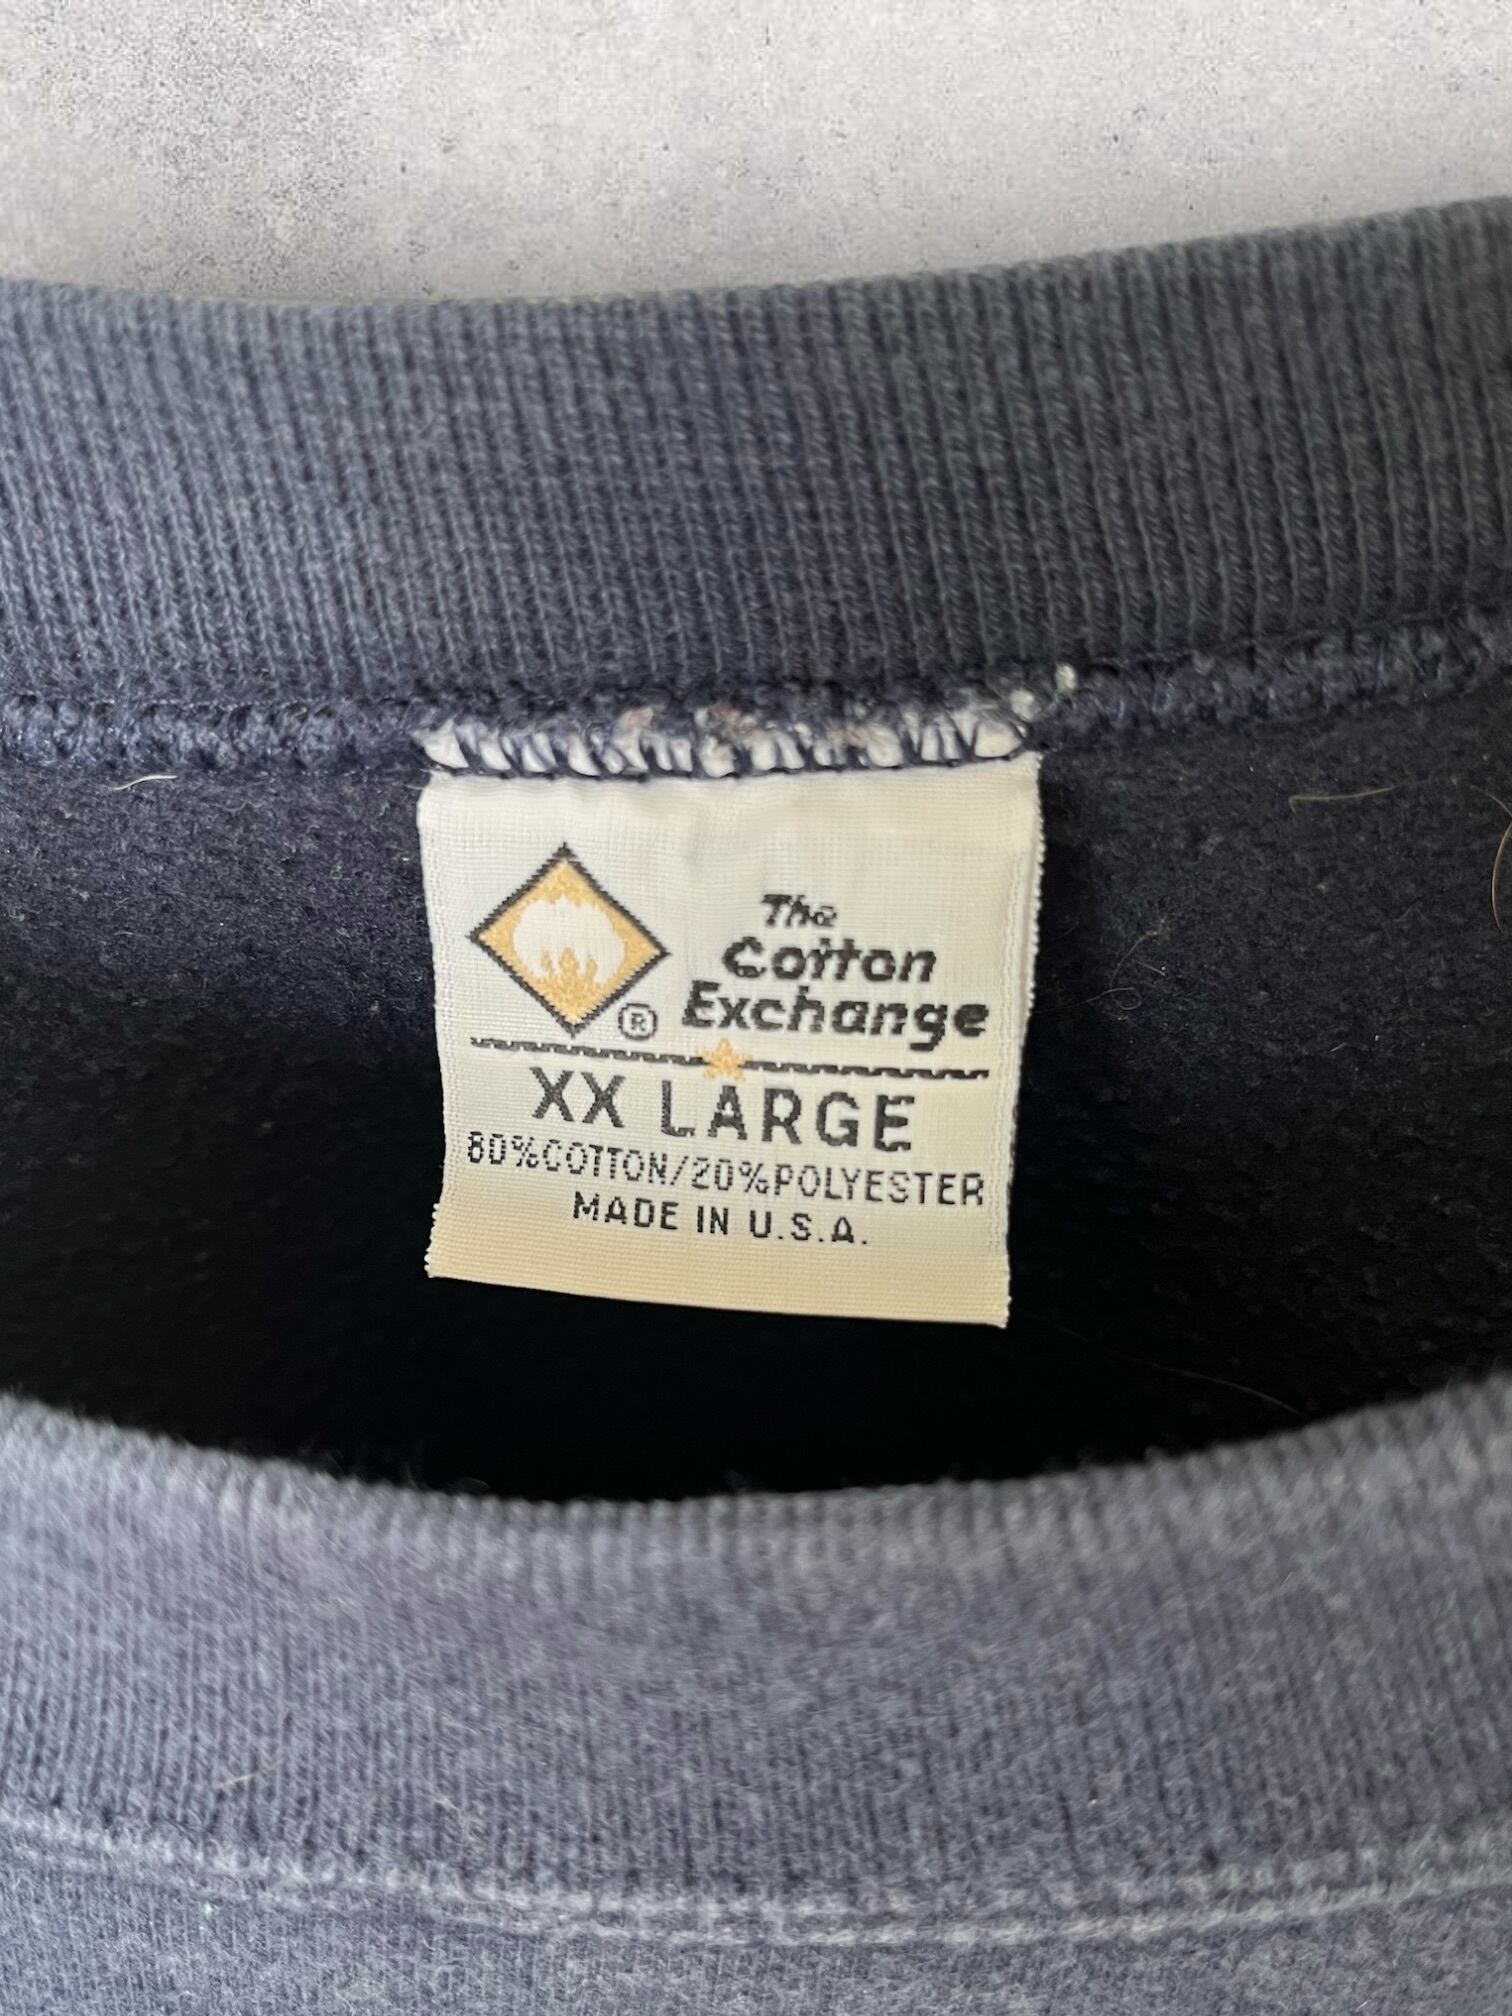 The
Cotton
Exchange
®
XX LARGE
80%COTTON/20%POLYESTER
MADE IN U.S.A.